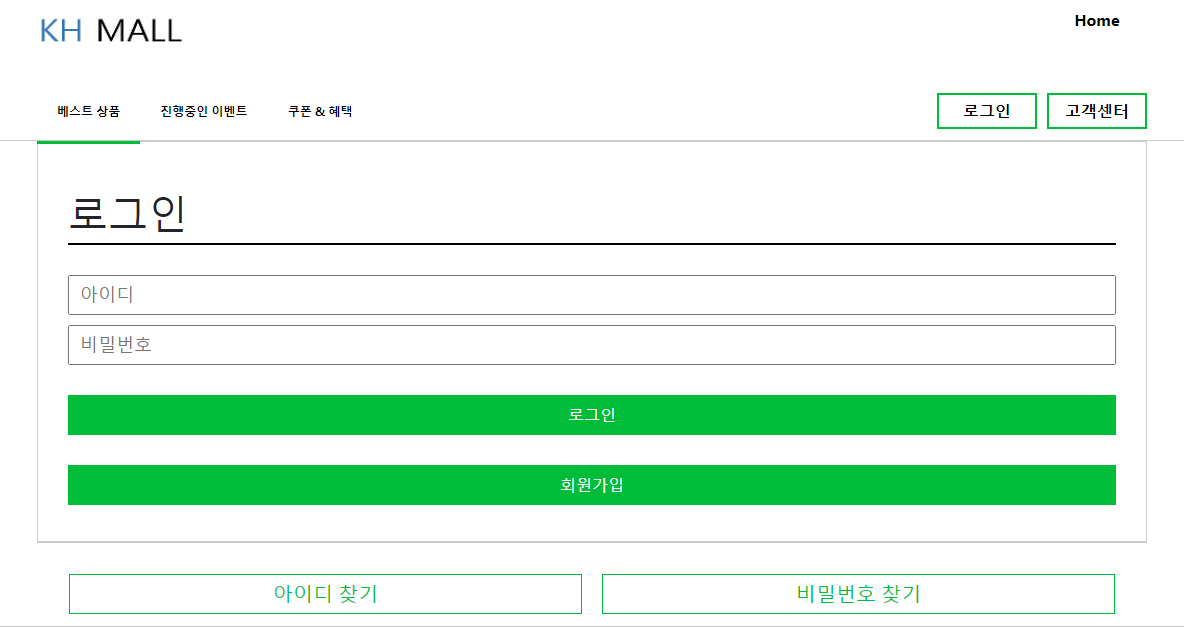 KH MALL
Home
베스트 상품 진행중인 이벤트 쿠폰 & 혜택 로그인 고객센터
로그인
아이디
비밀번호
로그인
회원가입
아이디 찾기 비밀번호 찾기